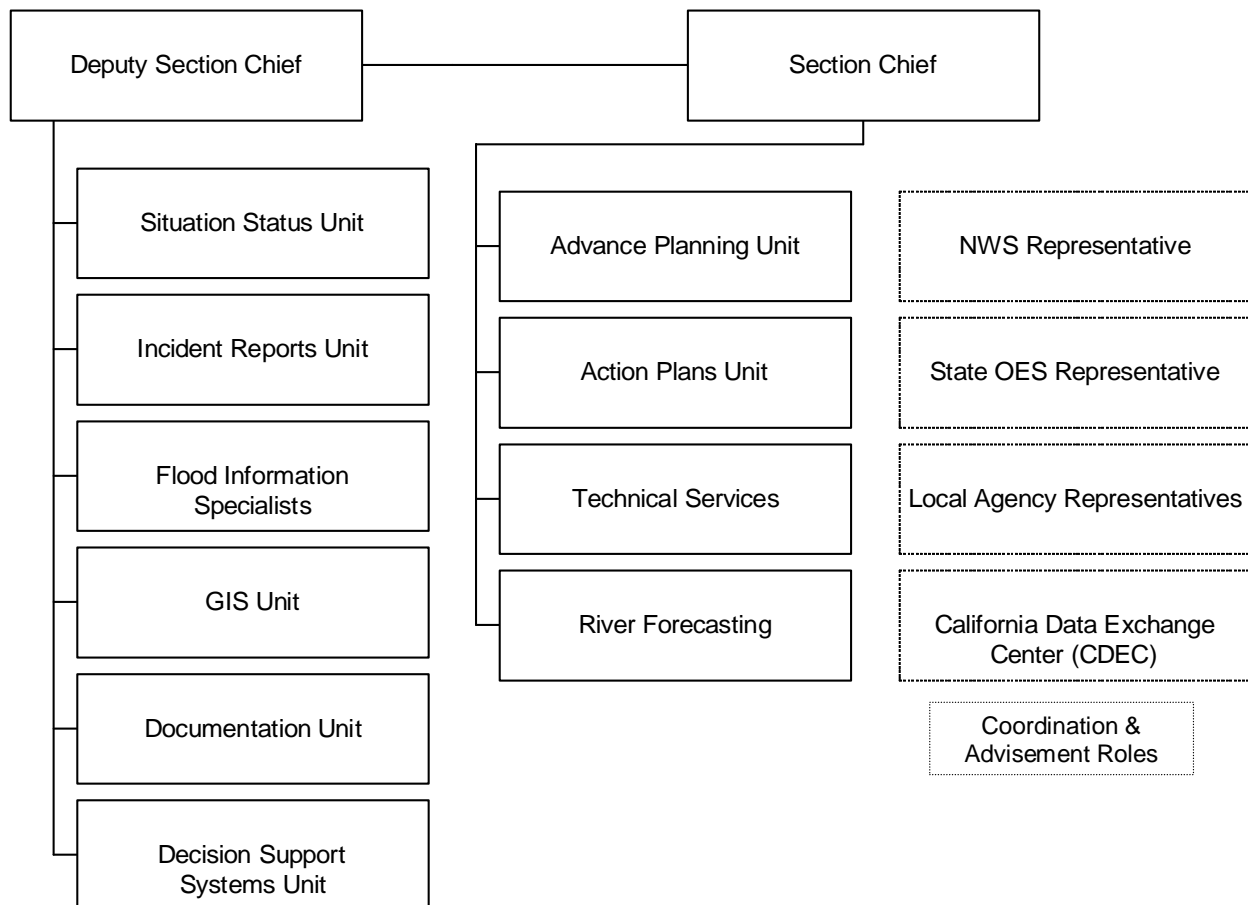 Deputy Section Chief
Section Chief
Situation Status Unit
Incident Reports Unit
Flood Information
Specialists
GIS Unit
Documentation Unit
Decision Support
Systems Unit
Advance Planning Unit
Action Plans Unit
Technical Services
River Forecasting
NWS Representative
State OES Representative
Local Agency Representatives
California Data Exchange
Center (CDEC)
Coordination &
Advisement Roles